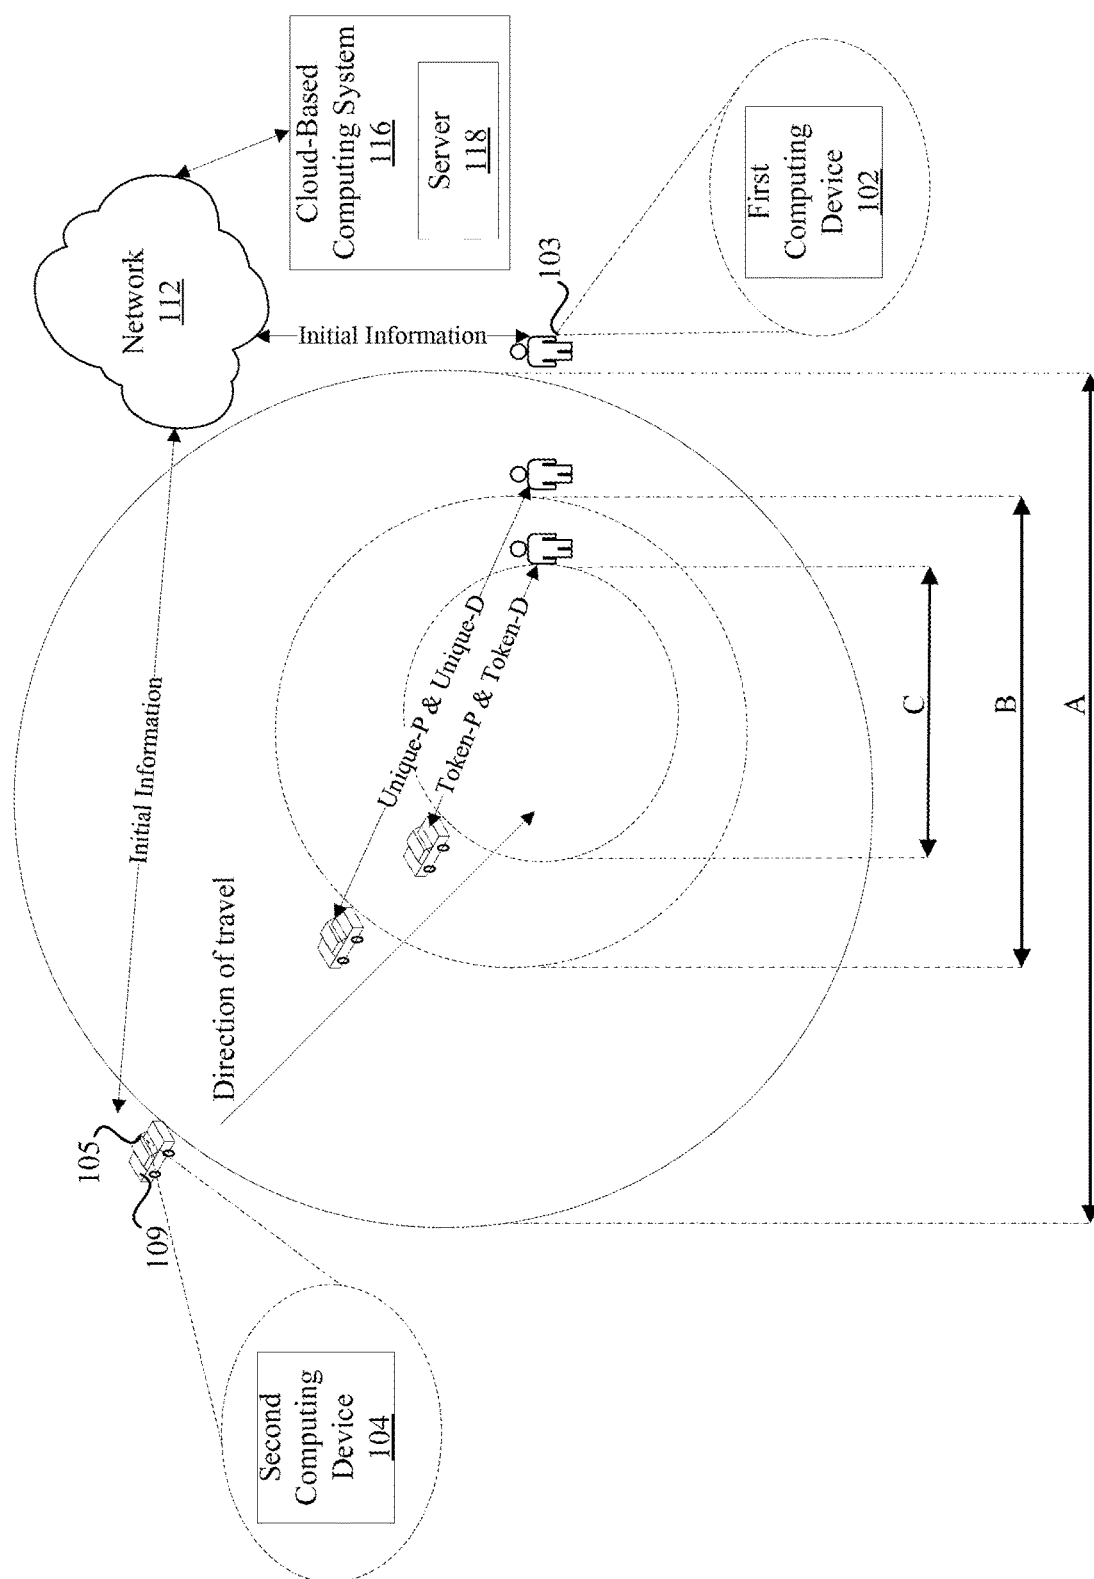 Cloud-Based
Computing System
116
Server
118
Network
112
Initial Information
103
First
Computing
Device
102
Initial Information
Unique-P & Unique-D
Token-P & Token-D
Direction of travel
105
109
Second
Computing
Device
104
C
B
A